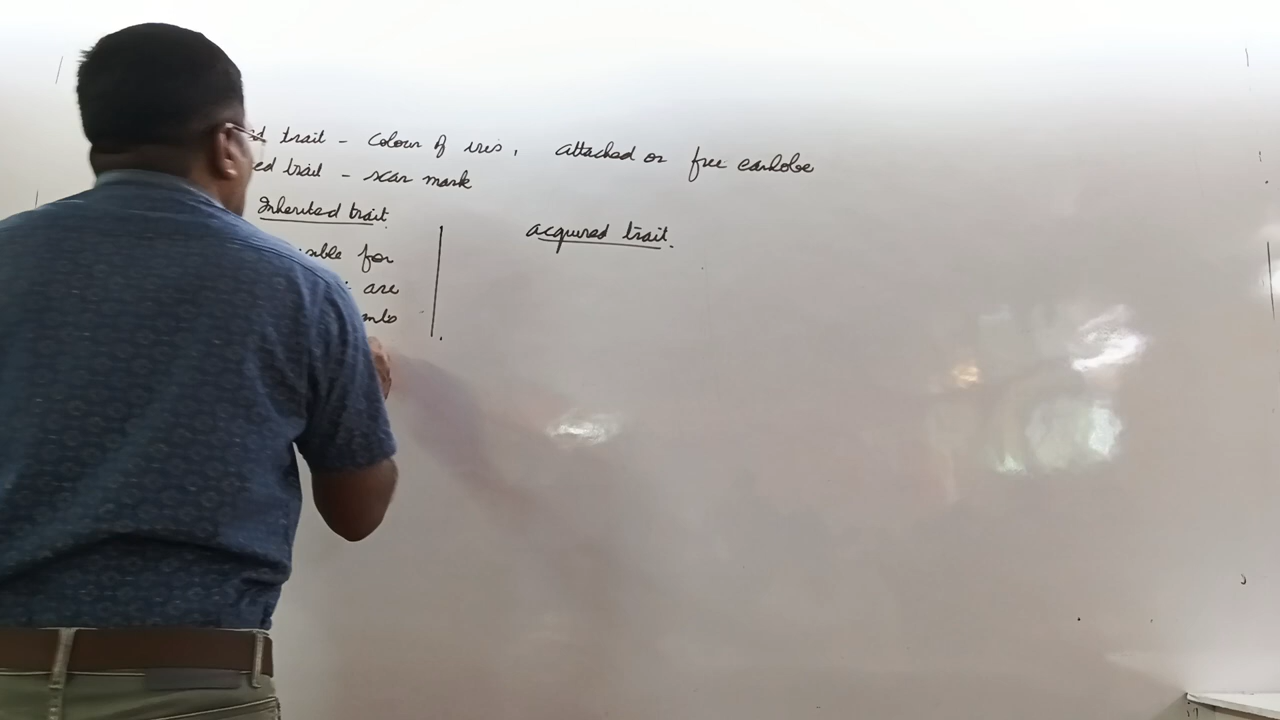 trait - colour of iris, attached or free earlobe
trait - scar mark
Inherited trait.
acquired trait.
for
are